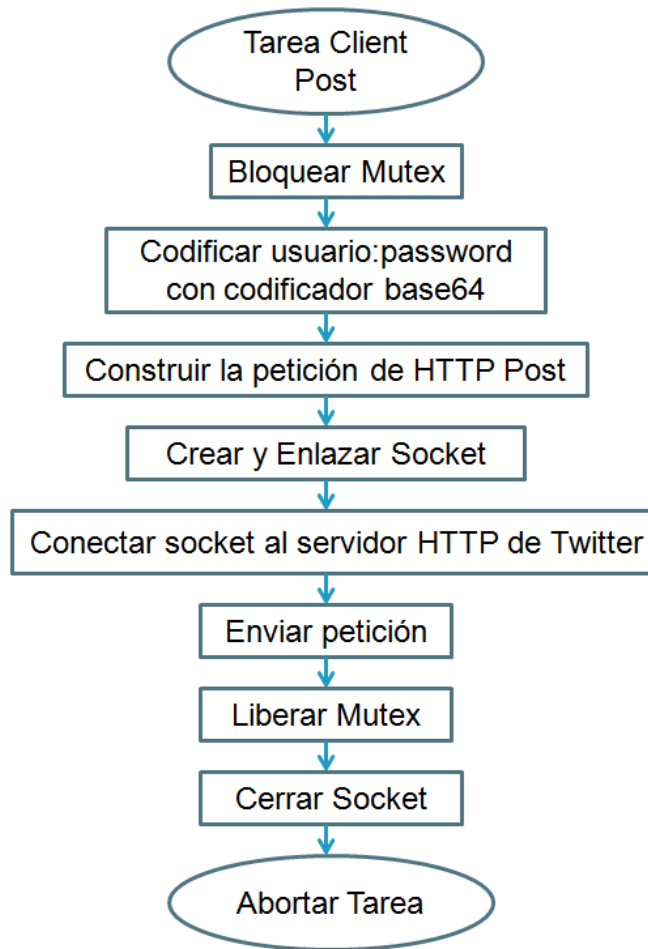 Tarea Client
Post
Bloquear Mutex
Codificar usuario:password
con codificador base64
Construir la petición de HTTP Post
Crear y Enlazar Socket
Conectar socket al servidor HTTP de Twitter
Enviar petición
Liberar Mutex
Cerrar Socket
Abortar Tarea